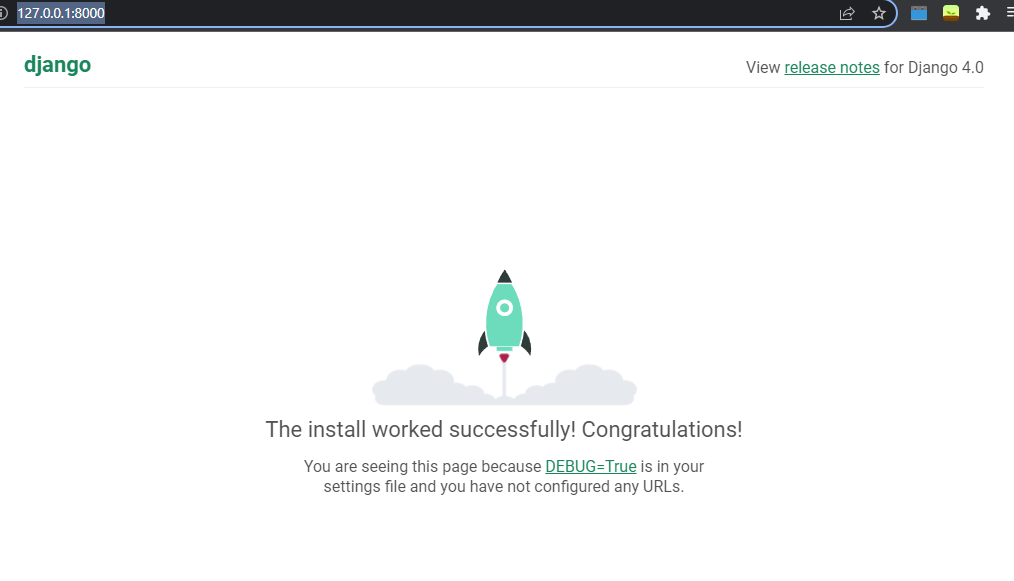 127.0.0.1:8000
django
View release notes for Django 4.0
The install worked successfully! Congratulations!
You are seeing this page because DEBUG=True is in your
settings file and you have not configured any URLs.